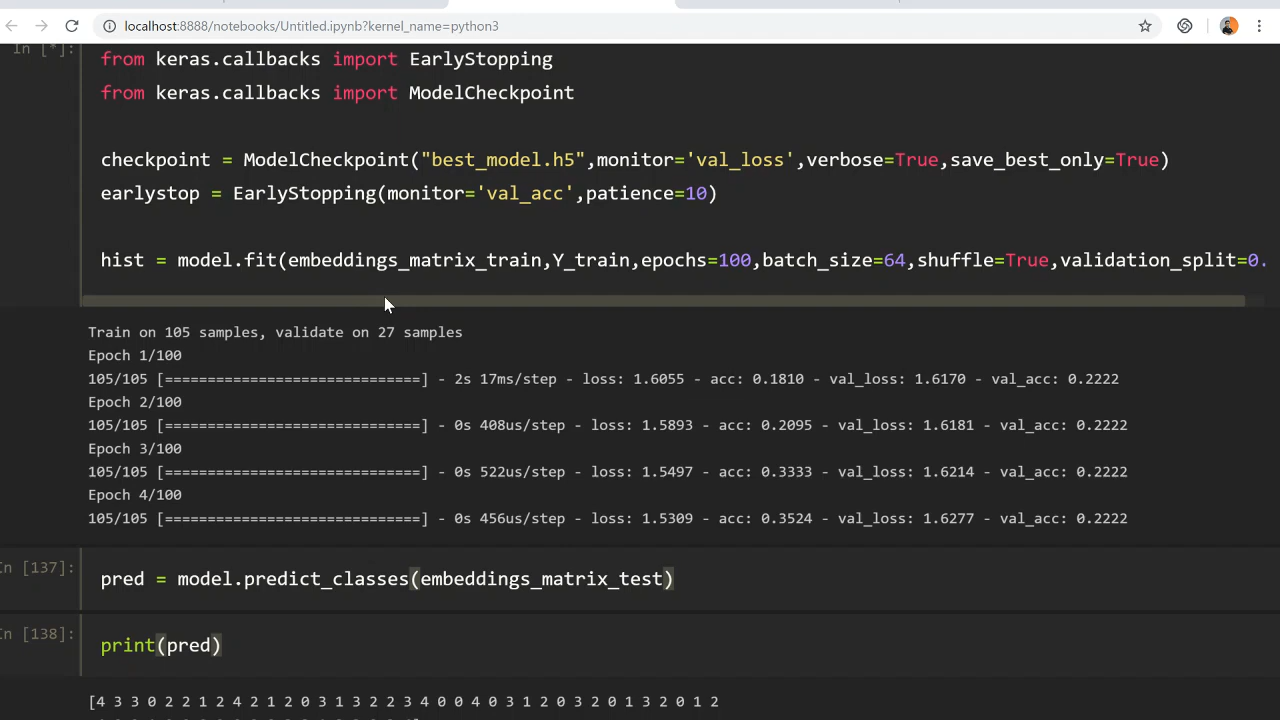 localhost:8888/notebooks/Untitled.ipynb?kernel_name=python3
In [*]:
from keras.callbacks import EarlyStopping
from keras.callbacks import ModelCheckpoint
checkpoint = ModelCheckpoint("best_model.h5",monitor='val_loss',verbose=True,save_best_only=True)
earlystop = EarlyStopping(monitor='val_acc',patience=10)
hist = model.fit(embeddings_matrix_train,Y_train,epochs=100,batch_size=64,shuffle=True,validation_split=0.
Train on 105 samples, validate on 27 samples
Epoch 1/100
105/105 [==============================] - 2s 17ms/step - loss: 1.6055 - acc: 0.1810 - val_loss: 1.6170 - val_acc: 0.2222
Epoch 2/100
105/105 [==============================] - 0s 408us/step - loss: 1.5893 - acc: 0.2095 - val_loss: 1.6181 - val_acc: 0.2222
Epoch 3/100
105/105 [==============================] - 0s 522us/step - loss: 1.5497 - acc: 0.3333 - val_loss: 1.6214 - val_acc: 0.2222
Epoch 4/100
105/105 [==============================] - 0s 456us/step - loss: 1.5309 - acc: 0.3524 - val_loss: 1.6277 - val_acc: 0.2222
n [137]: pred = model.predict_classes(embeddings_matrix_test)
n [138]: print(pred)
[4 3 3 0 2 2 1 2 4 2 1 2 0 3 1 3 2 2 3 4 0 0 4 0 3 1 2 0 3 2 0 1 3 2 0 1 2